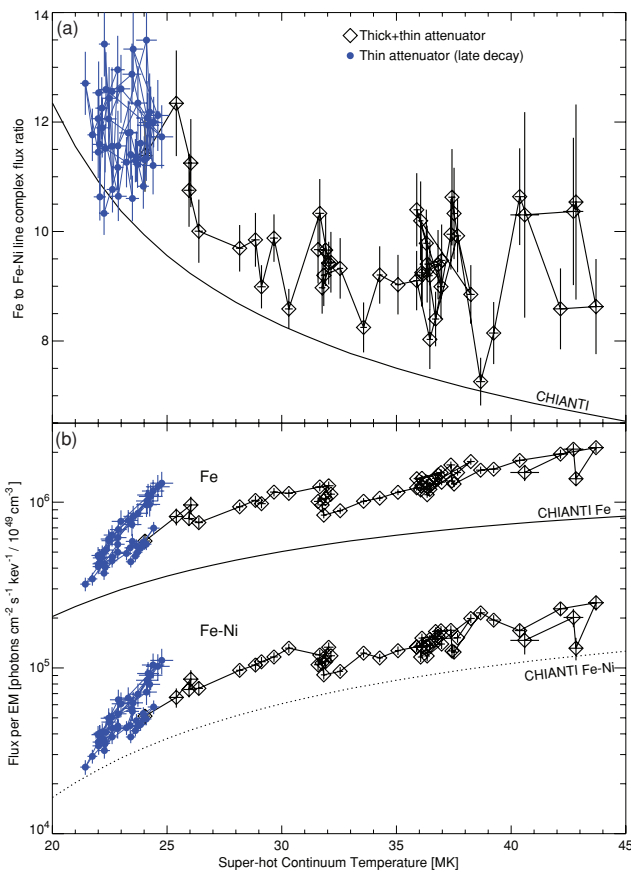 14
(a)
Thick+thin attenuator
Thin attenuator (late decay)
12
10
8
Fe to Fe-Ni line complex flux ratio
CHIANTI
(b)
Fe
10^6
CHIANTI Fe
Fe-Ni
10^5
CHIANTI Fe-Ni
10^4
Flux per EM [photons cm^-2 s^-1 kev^-1 / 10^49 cm^-3]
20 25 30 35 40 45
Super-hot Continuum Temperature [MK]